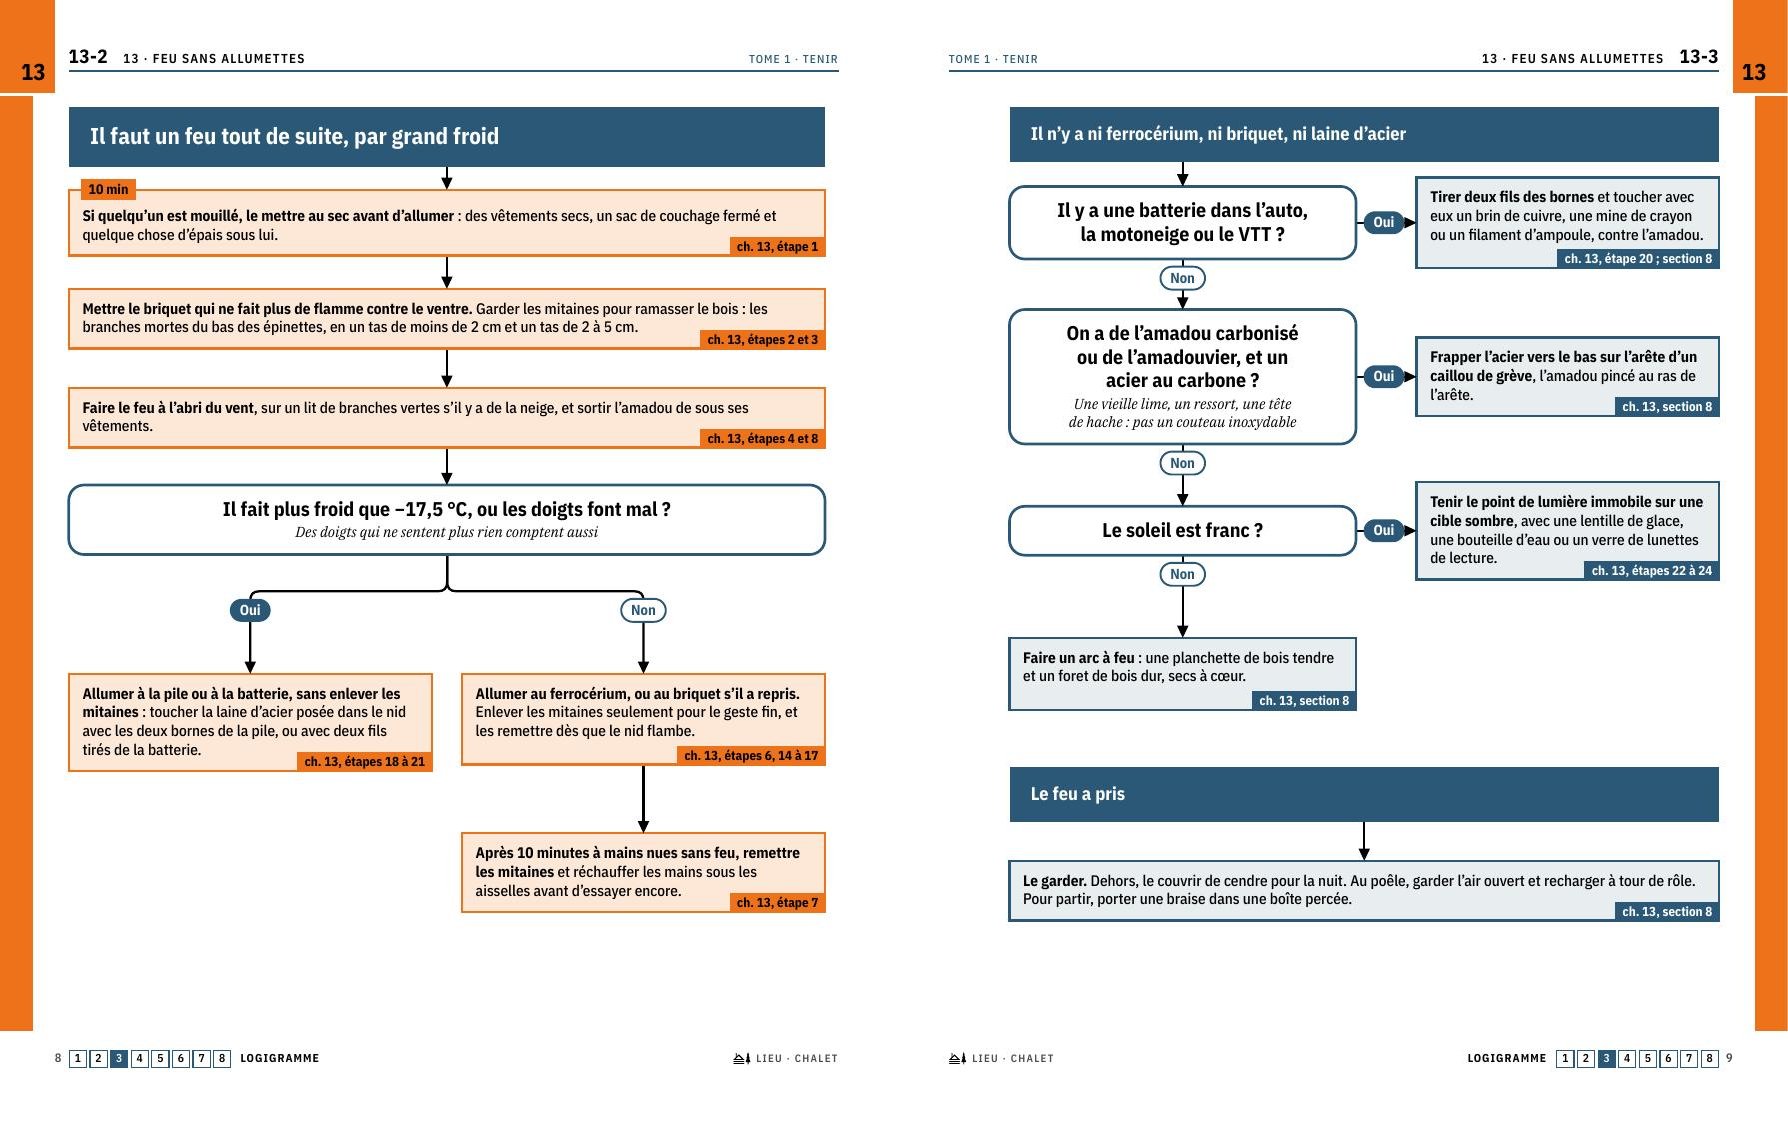 13
13-2 13 · FEU SANS ALLUMETTES
TOME 1 · TENIR
Il faut un feu tout de suite, par grand froid
10 min
Si quelqu’un est mouillé, le mettre au sec avant d’allumer : des vêtements secs, un sac de couchage fermé et
quelque chose d’épais sous lui.
ch. 13, étape 1
Mettre le briquet qui ne fait plus de flamme contre le ventre. Garder les mitaines pour ramasser le bois : les
branches mortes du bas des épinettes, en un tas de moins de 2 cm et un tas de 2 à 5 cm.
ch. 13, étapes 2 et 3
Faire le feu à l’abri du vent, sur un lit de branches vertes s’il y a de la neige, et sortir l’amadou de sous ses
vêtements.
ch. 13, étapes 4 et 8
Il fait plus froid que −17,5 °C, ou les doigts font mal ?
Des doigts qui ne sentent plus rien comptent aussi
Oui
Non
Allumer à la pile ou à la batterie, sans enlever les
mitaines : toucher la laine d’acier posée dans le nid
avec les deux bornes de la pile, ou avec deux fils
tirés de la batterie.
ch. 13, étapes 18 à 21
Allumer au ferrocérium, ou au briquet s’il a repris.
Enlever les mitaines seulement pour le geste fin, et
les remettre dès que le nid flambe.
ch. 13, étapes 6, 14 à 17
Après 10 minutes à mains nues sans feu, remettre
les mitaines et réchauffer les mains sous les
aisselles avant d’essayer encore.
ch. 13, étape 7
8 1 2 3 4 5 6 7 8 LOGIGRAMME
LIEU · CHALET
TOME 1 · TENIR
13 · FEU SANS ALLUMETTES 13-3
13
Il n’y a ni ferrocérium, ni briquet, ni laine d’acier
Il y a une batterie dans l’auto,
la motoneige ou le VTT ?
Oui
Tirer deux fils des bornes et toucher avec
eux un brin de cuivre, une mine de crayon
ou un filament d’ampoule, contre l’amadou.
ch. 13, étape 20 ; section 8
Non
On a de l’amadou carbonisé
ou de l’amadouvier, et un
acier au carbone ?
Une vieille lime, un ressort, une tête
de hache : pas un couteau inoxydable
Oui
Frapper l’acier vers le bas sur l’arête d’un
caillou de grève, l’amadou pincé au ras de
l’arête.
ch. 13, section 8
Non
Le soleil est franc ?
Oui
Tenir le point de lumière immobile sur une
cible sombre, avec une lentille de glace,
une bouteille d’eau ou un verre de lunettes
de lecture.
ch. 13, étapes 22 à 24
Non
Faire un arc à feu : une planchette de bois tendre
et un foret de bois dur, secs à cœur.
ch. 13, section 8
Le feu a pris
Le garder. Dehors, le couvrir de cendre pour la nuit. Au poêle, garder l’air ouvert et recharger à tour de rôle.
Pour partir, porter une braise dans une boîte percée.
ch. 13, section 8
LIEU · CHALET
LOGIGRAMME 1 2 3 4 5 6 7 8 9